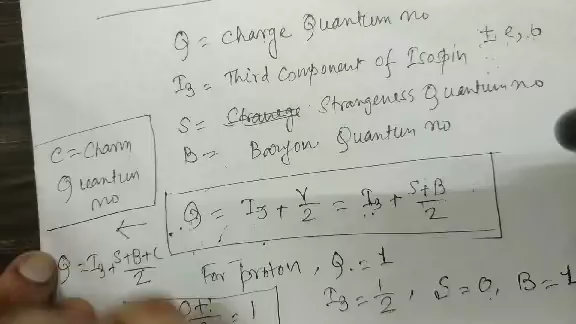 Q = Charge Quantum no
I3 = Third Component of Isospin ± e, 0
S = Strangeness Quantum no
B = Baryon Quantum no
C = Charm
Quantum
no
Q = I3 + Y/2 = I3 + S+B/2
Q = I3 + S+B+C/2
For proton, Q = 1
I3 = 1/2, S = 0, B = 1
= 1